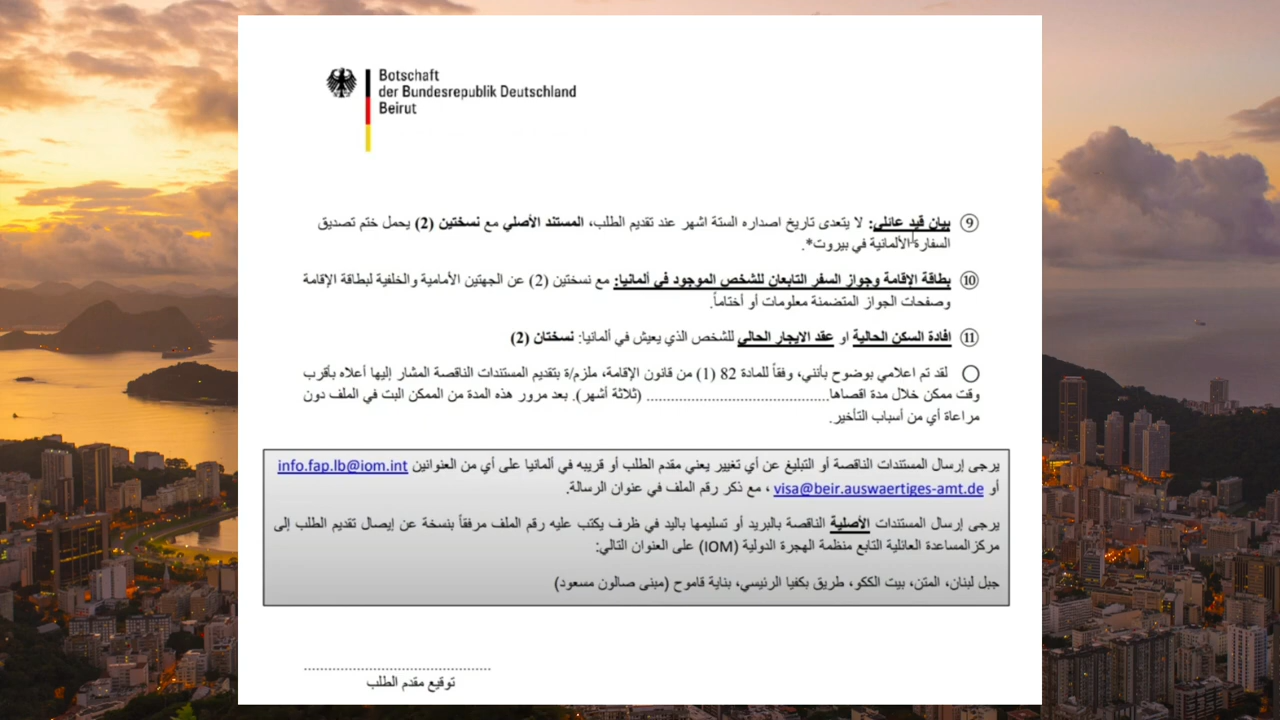 Botschaft
der Bundesrepublik Deutschland
Beirut
⑨ بيان قيد عائلي: لا يتعدى تاريخ اصداره الستة اشهر عند تقديم الطلب، المستند الأصلي مع نسختين (2) يحمل ختم تصديق
السفارة الألمانية في بيروت*.
⑩ بطاقة الإقامة وجواز السفر التابعان للشخص الموجود في ألمانيا: مع نسختين (2) عن الجهتين الأمامية والخلفية لبطاقة الإقامة
وصفحات الجواز المتضمنة معلومات أو أختاماً.
⑪ افادة السكن الحالية او عقد الايجار الحالي للشخص الذي يعيش في ألمانيا: نسختان (2)
○ لقد تم اعلامي بوضوح بأنني، وفقاً للمادة 82 (1) من قانون الإقامة، ملزم/ة بتقديم المستندات الناقصة المشار إليها أعلاه بأقرب
وقت ممكن خلال مدة اقصاها.............................................. (ثلاثة أشهر). بعد مرور هذه المدة من الممكن البت في الملف دون
مراعاة أي من أسباب التأخير.
يرجى إرسال المستندات الناقصة أو التبليغ عن أي تغيير يعني مقدم الطلب أو قريبه في ألمانيا على أي من العنوانين info.fap.lb@iom.int
أو visa@beir.auswaertiges-amt.de ، مع ذكر رقم الملف في عنوان الرسالة.
يرجى إرسال المستندات الأصلية الناقصة بالبريد أو تسليمها باليد في ظرف يكتب عليه رقم الملف مرفقاً بنسخة عن إيصال تقديم الطلب إلى
مركز المساعدة العائلية التابع منظمة الهجرة الدولية (IOM) على العنوان التالي:
جبل لبنان، المتن، بيت الككو، طريق بكفيا الرئيسي، بناية قاموح (مبنى صالون مسعود)
...............................................
توقيع مقدم الطلب